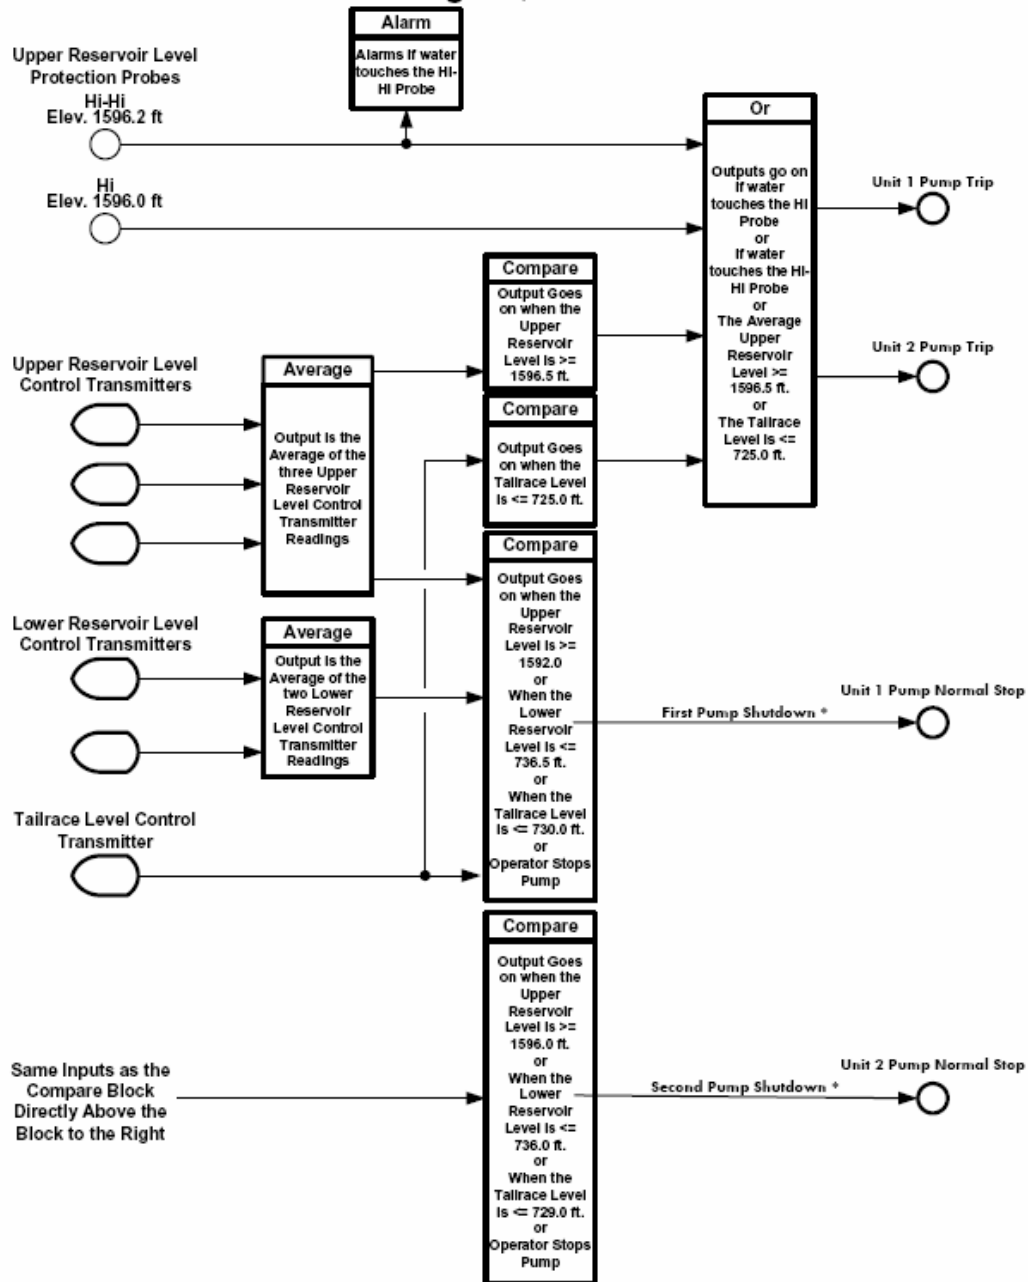 Alarm
Alarms If water
touches the Hi-
Hi Probe
Upper Reservoir Level
Protection Probes
Hi-Hi
Elev. 1596.2 ft
Hi
Elev. 1596.0 ft
Or
Outputs go on
If water
touches the Hi
Probe
or
If water
touches the Hi-
Hi Probe
or
The Average
Upper
Reservoir
Level >=
1596.5 ft.
or
The Tailrace
Level Is <=
725.0 ft.
Unit 1 Pump Trip
Unit 2 Pump Trip
Compare
Output Goes
on when the
Upper
Reservoir
Level Is >=
1596.5 ft.
Upper Reservoir Level
Control Transmitters
Average
Output Is the
Average of the
three Upper
Reservoir
Level Control
Transmitter
Readings
Compare
Output Goes
on when the
Tailrace Level
Is <= 725.0 ft.
Compare
Output Goes
on when the
Upper
Reservoir
Level Is >=
1592.0
or
When the
Lower
Reservoir
Level Is <=
736.5 ft.
or
When the
Tailrace Level
Is <= 730.0 ft.
or
Operator Stops
Pump
Lower Reservoir Level
Control Transmitters
Average
Output Is the
Average of the
two Lower
Reservoir
Level Control
Transmitter
Readings
First Pump Shutdown *
Unit 1 Pump Normal Stop
Tailrace Level Control
Transmitter
Compare
Output Goes
on when the
Upper
Reservoir
Level Is >=
1596.0 ft.
or
When the
Lower
Reservoir
Level Is <=
736.0 ft.
or
When the
Tailrace Level
Is <= 729.0 ft.
or
Operator Stops
Pump
Same Inputs as the
Compare Block
Directly Above the
Block to the Right
Second Pump Shutdown *
Unit 2 Pump Normal Stop